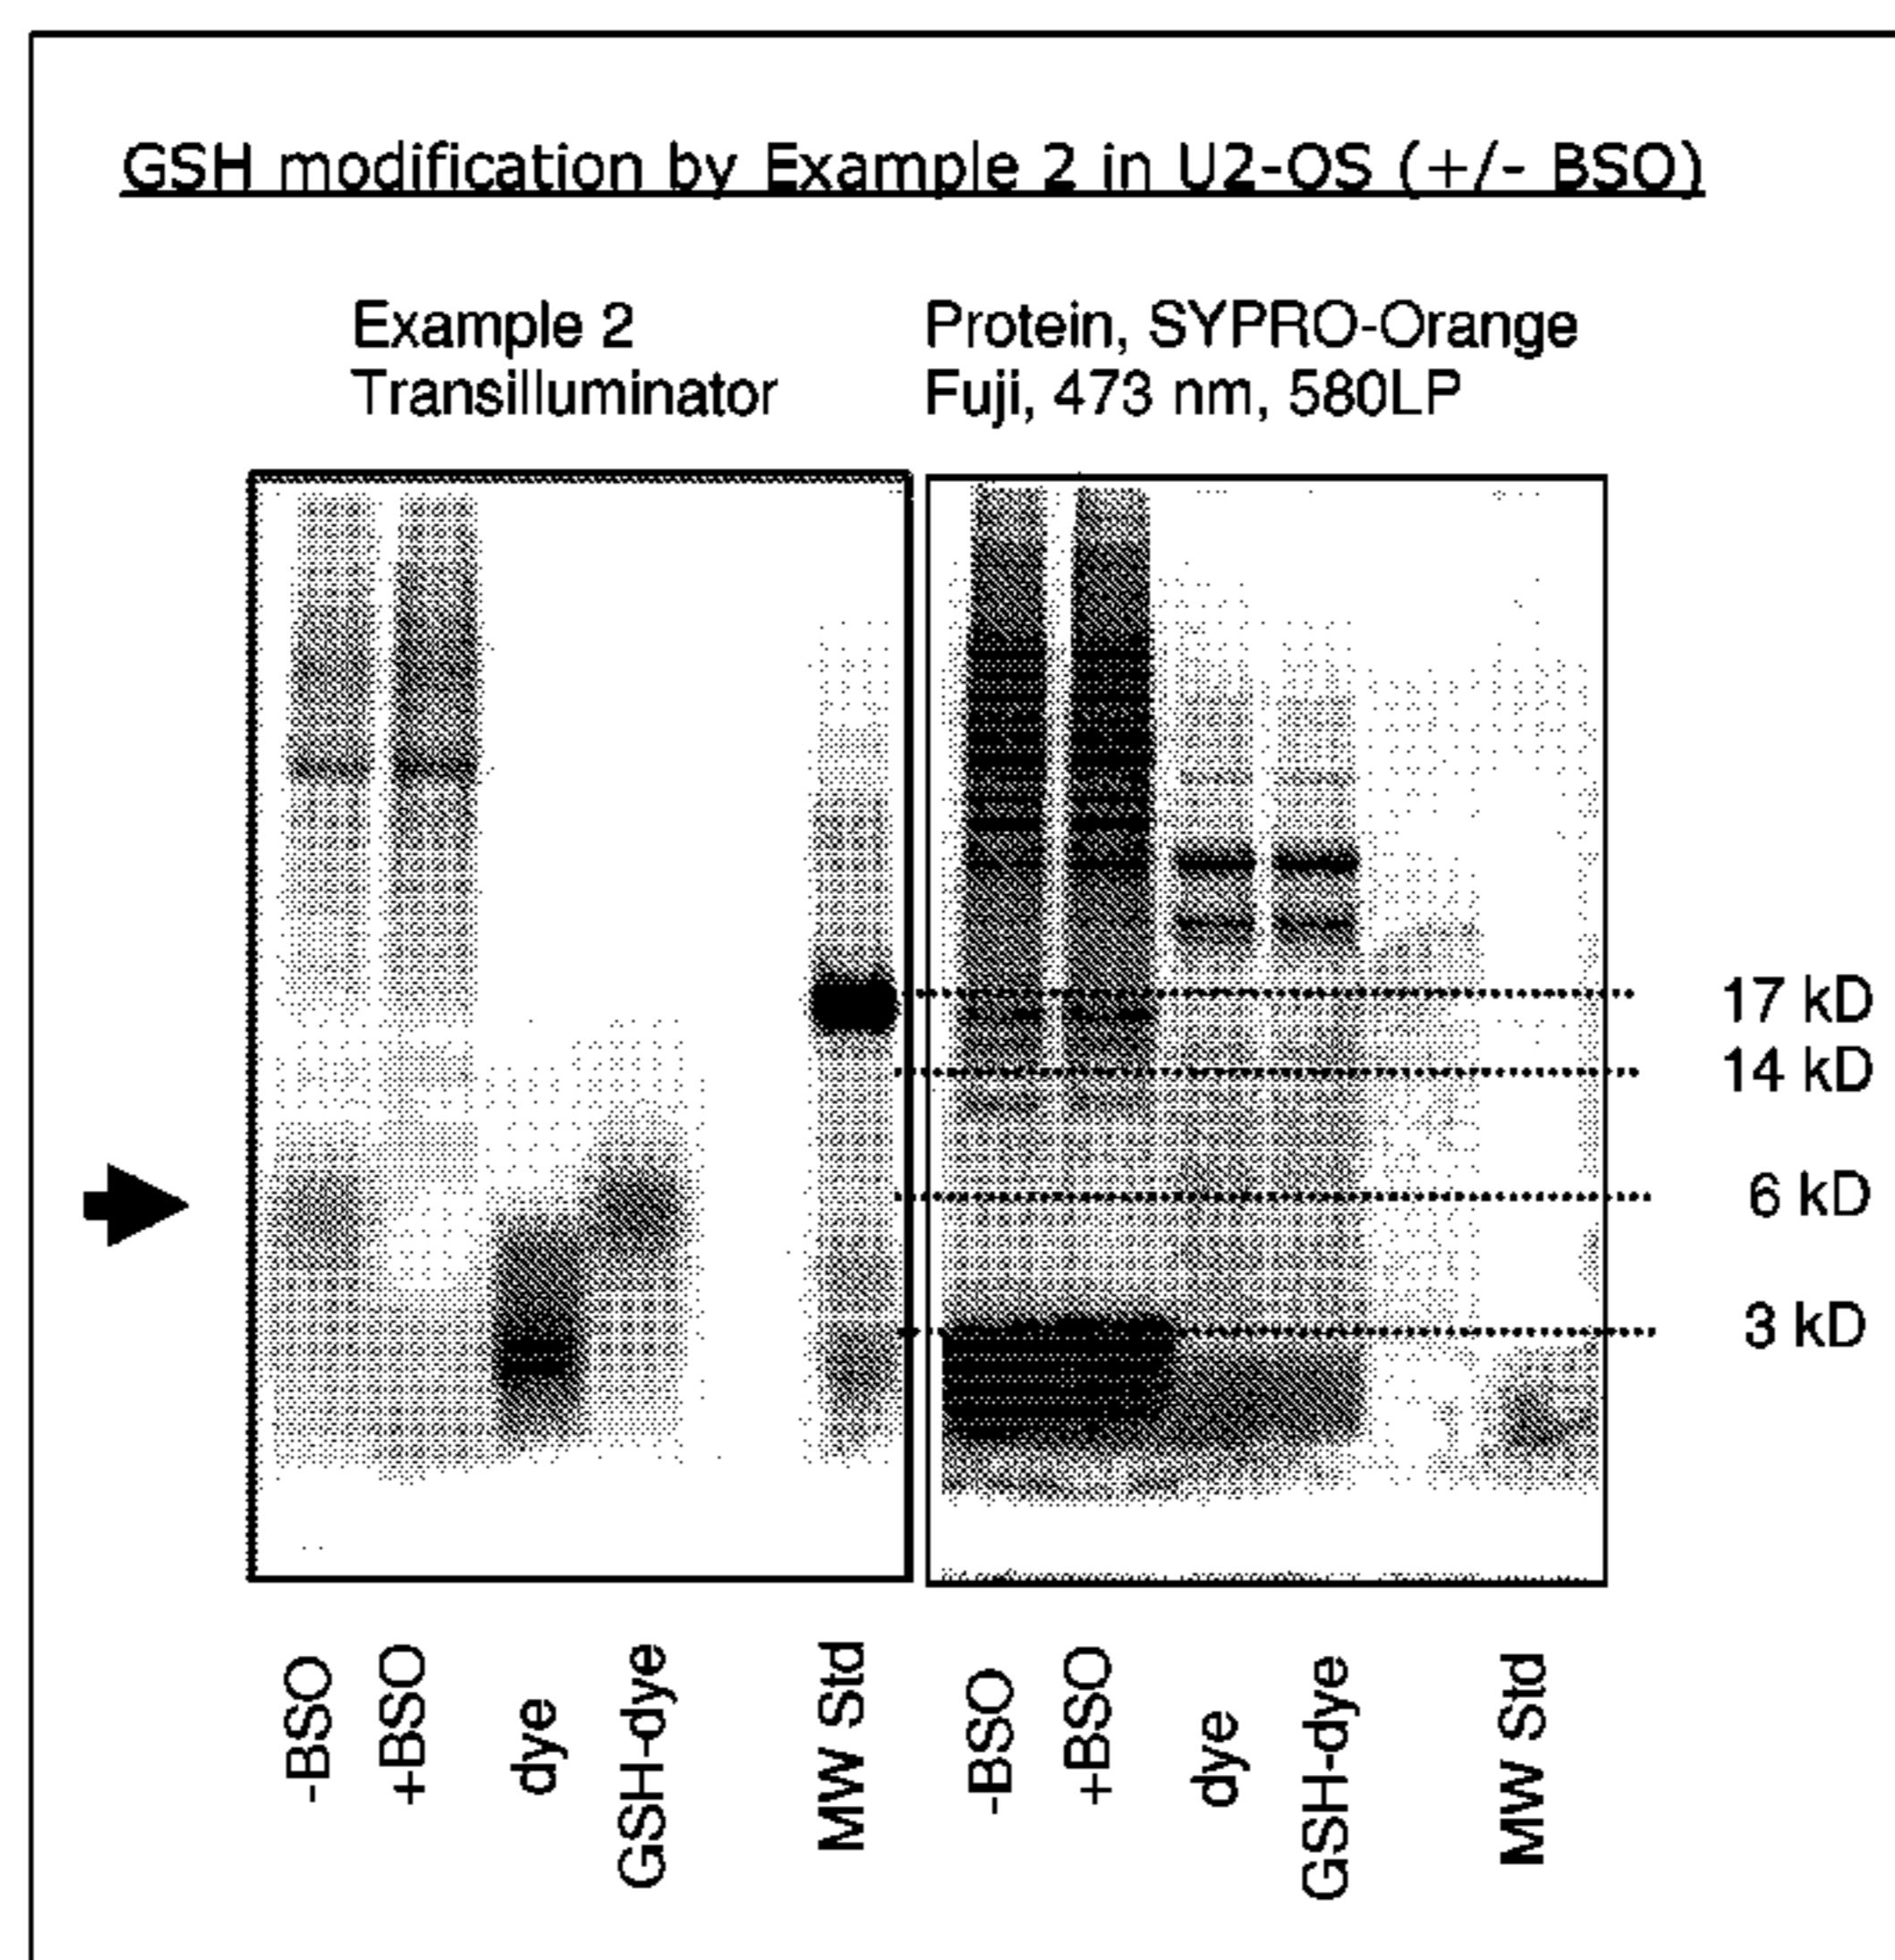 GSH modification by Example 2 in U2-OS (+/- BSO)
Example 2
Transilluminator
Protein, SYPRO-Orange
Fuji, 473 nm, 580LP
17 kD
14 kD
6 kD
3 kD
-BSO
+BSO
dye
GSH-dye
MW Std
-BSO
+BSO
dye
GSH-dye
MW Std